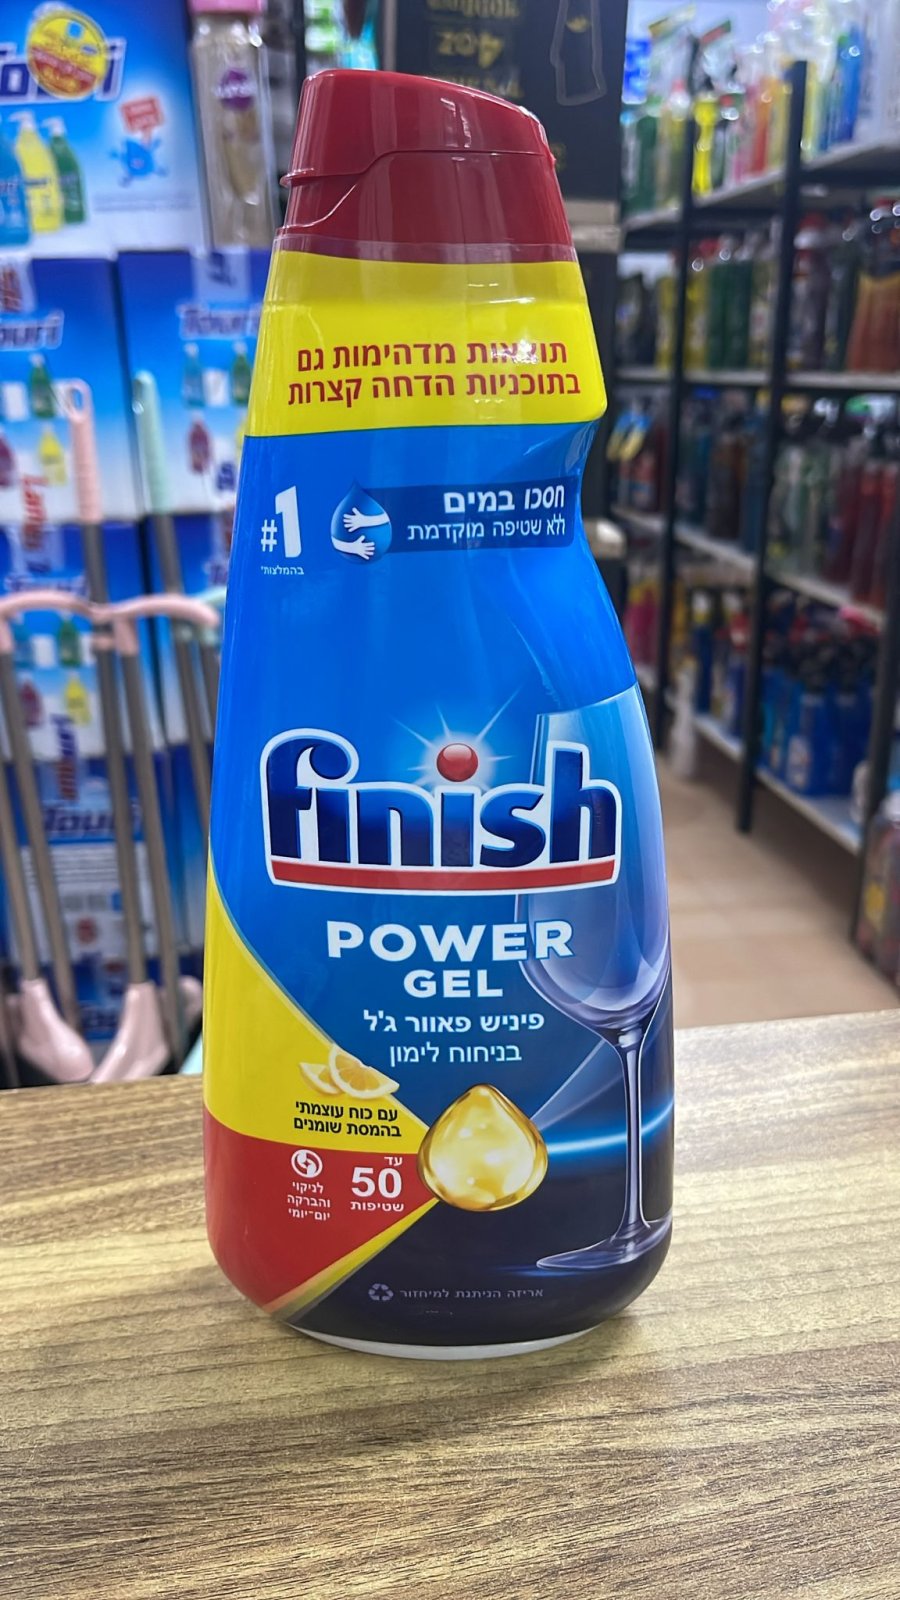 תוצאות מדהימות גם
בתוכניות הדחה קצרות
#1
בהמלצות*
חסכו במים
ללא שטיפה מוקדמת
finish
POWER
GEL
פיניש פאוור ג'ל
בניחוח לימון
עם כוח עוצמתי
בהמסת שומנים
עד
50
שטיפות
לניקוי
והברקה
יום-יומי
אריזה הניתנת למיחזור